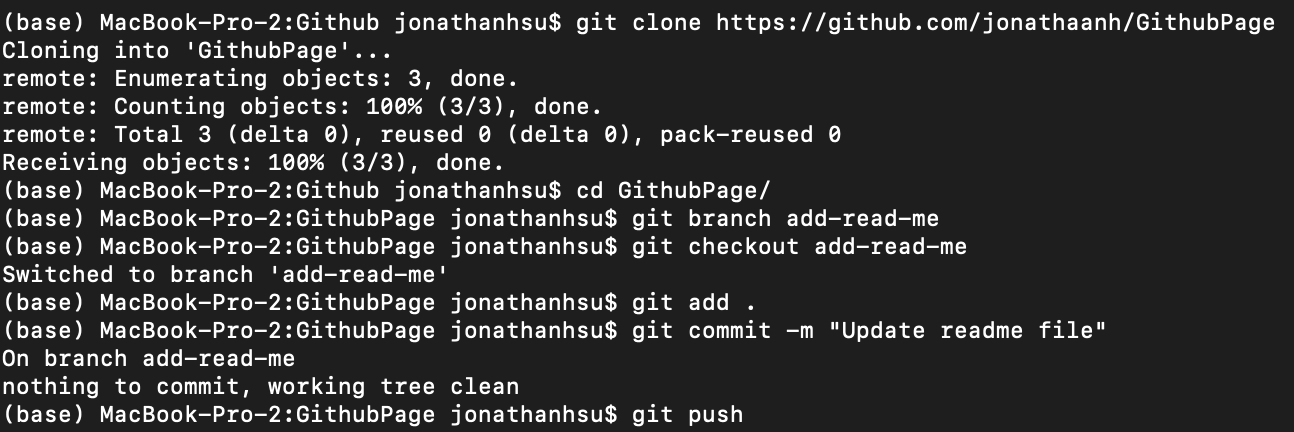 (base) MacBook-Pro-2:Github jonathanhsu$ git clone https://github.com/jonathaanh/GithubPage
Cloning into 'GithubPage'...
remote: Enumerating objects: 3, done.
remote: Counting objects: 100% (3/3), done.
remote: Total 3 (delta 0), reused 0 (delta 0), pack-reused 0
Receiving objects: 100% (3/3), done.
(base) MacBook-Pro-2:Github jonathanhsu$ cd GithubPage/
(base) MacBook-Pro-2:GithubPage jonathanhsu$ git branch add-read-me
(base) MacBook-Pro-2:GithubPage jonathanhsu$ git checkout add-read-me
Switched to branch 'add-read-me'
(base) MacBook-Pro-2:GithubPage jonathanhsu$ git add .
(base) MacBook-Pro-2:GithubPage jonathanhsu$ git commit -m "Update readme file"
On branch add-read-me
nothing to commit, working tree clean
(base) MacBook-Pro-2:GithubPage jonathanhsu$ git push